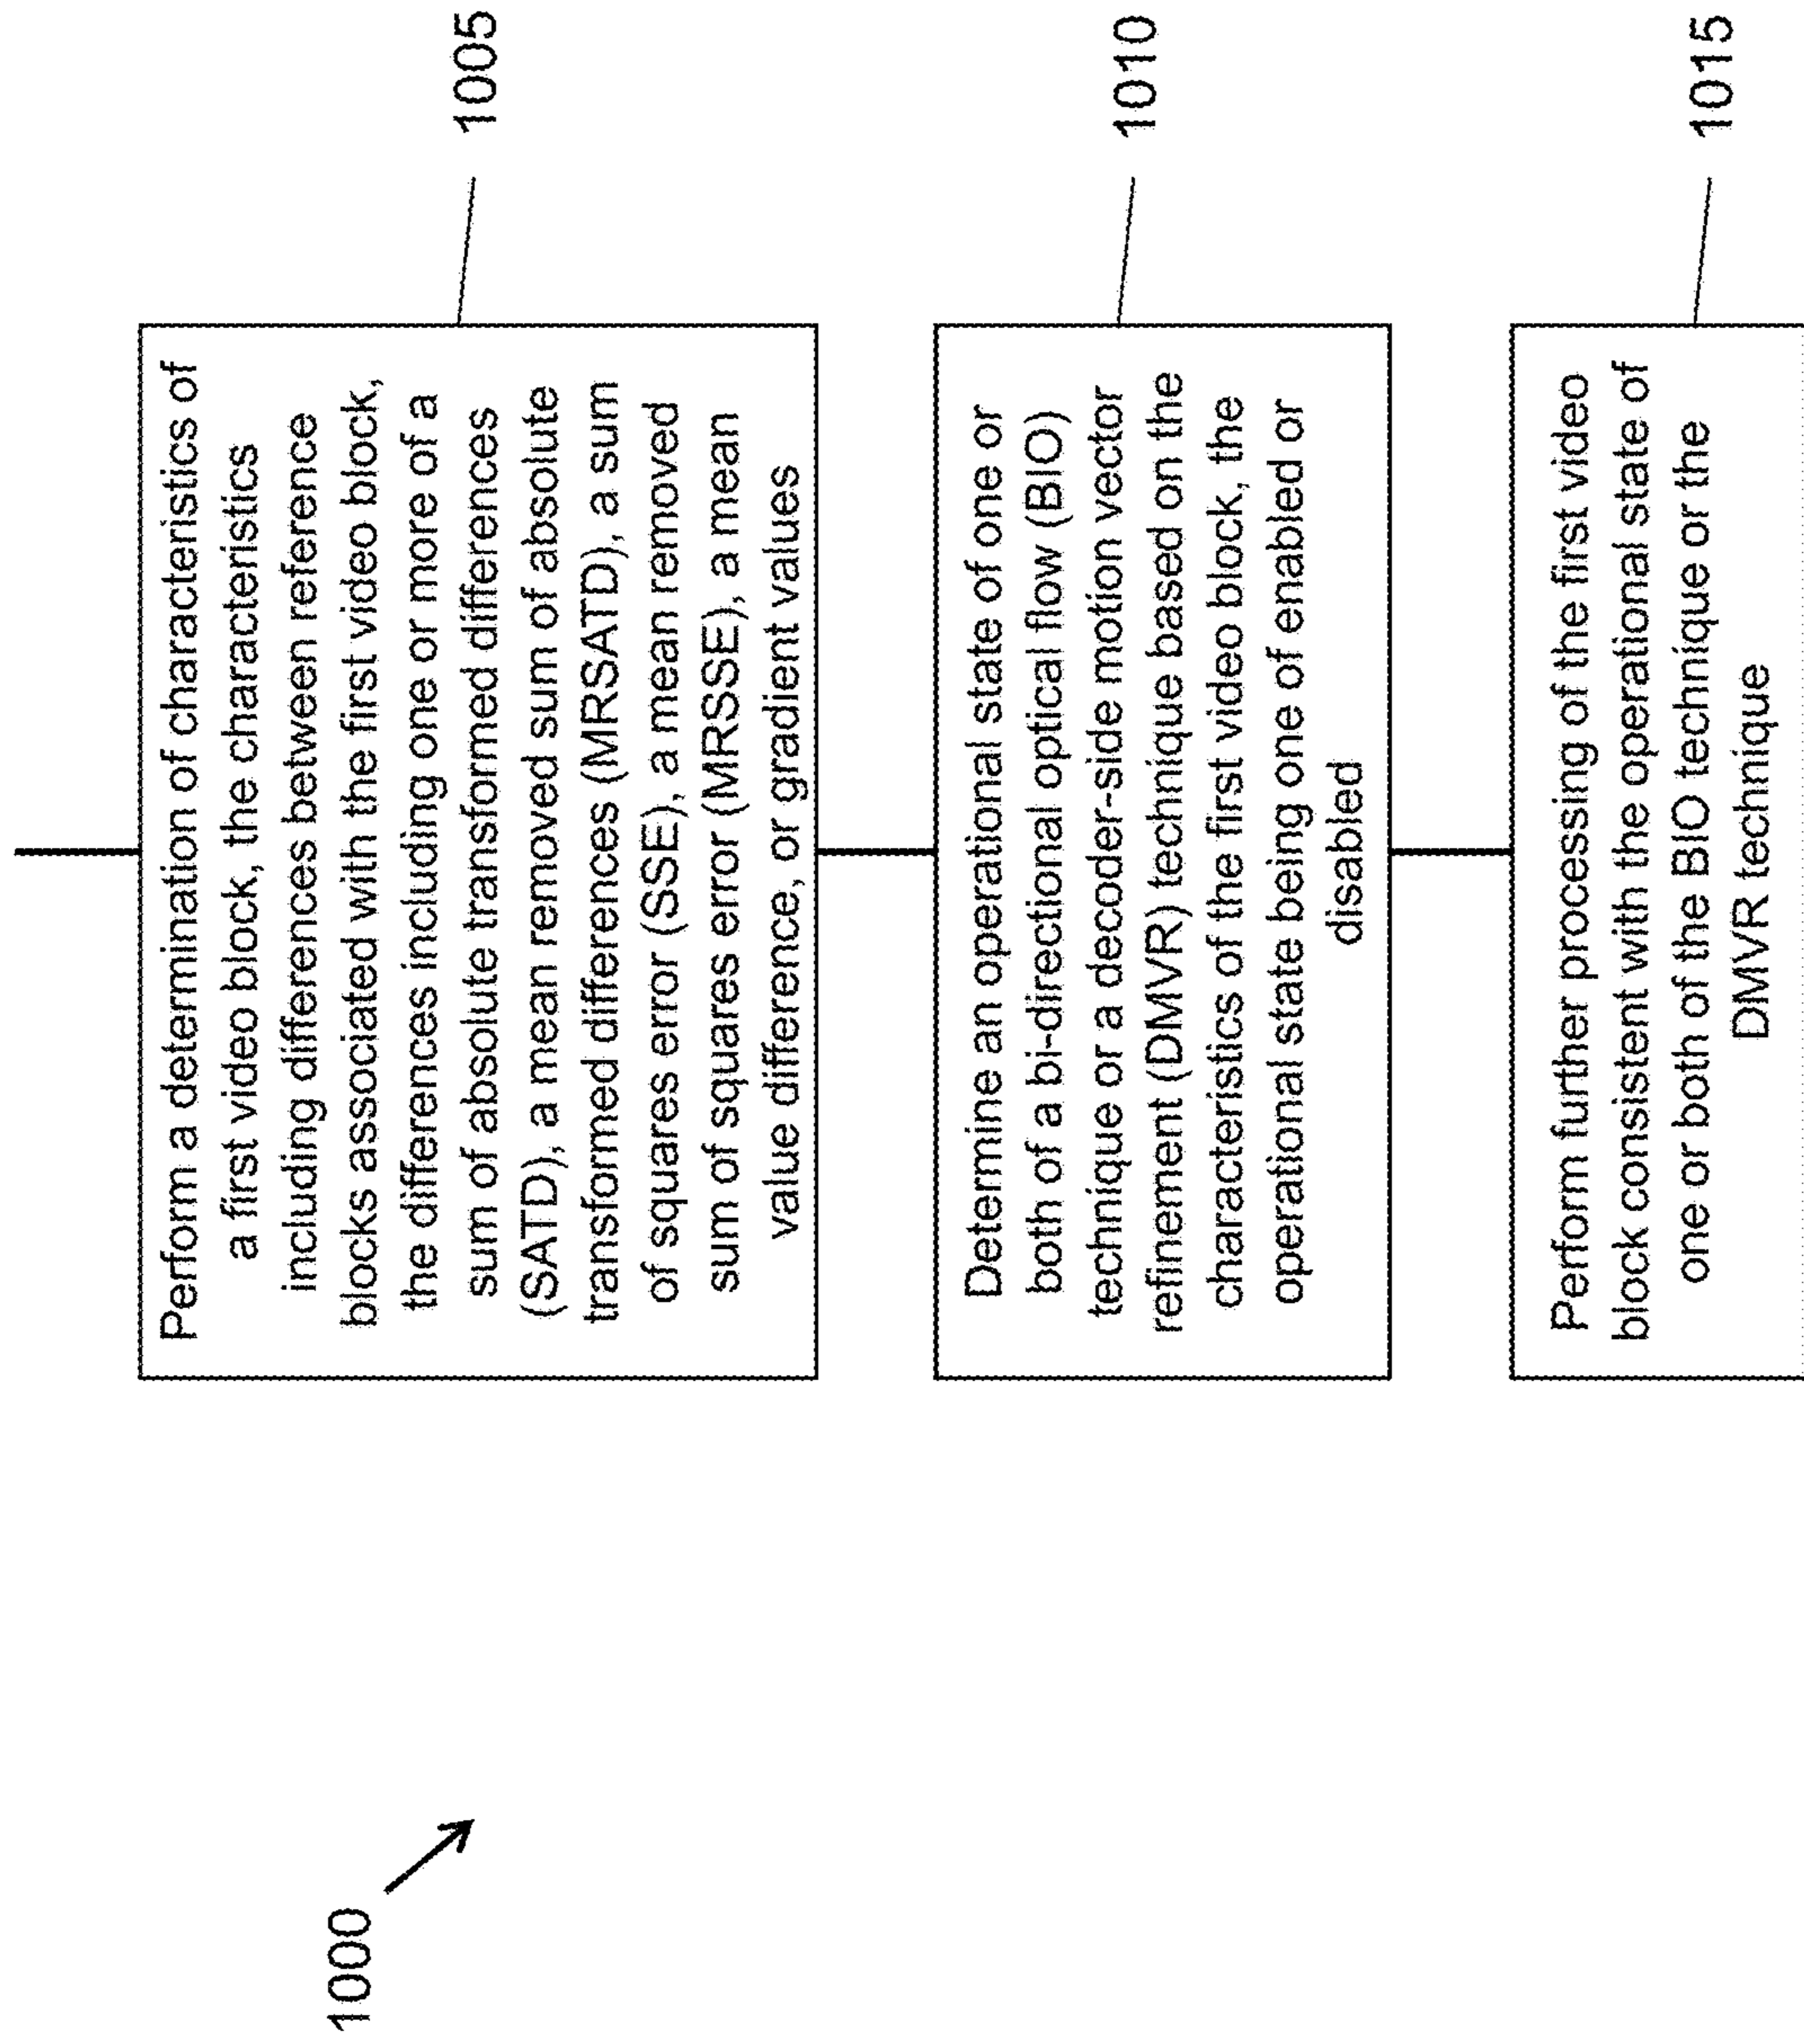 1000
Perform a determination of characteristics of
a first video block, the characteristics
including differences between reference
blocks associated with the first video block,
the differences including one or more of a
sum of absolute transformed differences
(SATD), a mean removed sum of absolute
transformed differences (MRSATD), a sum
of squares error (SSE), a mean removed
sum of squares error (MRSSE), a mean
value difference, or gradient values
1005
Determine an operational state of one or
both of a bi-directional optical flow (BIO)
technique or a decoder-side motion vector
refinement (DMVR) technique based on the
characteristics of the first video block, the
operational state being one of enabled or
disabled
1010
Perform further processing of the first video
block consistent with the operational state of
one or both of the BIO technique or the
DMVR technique
1015